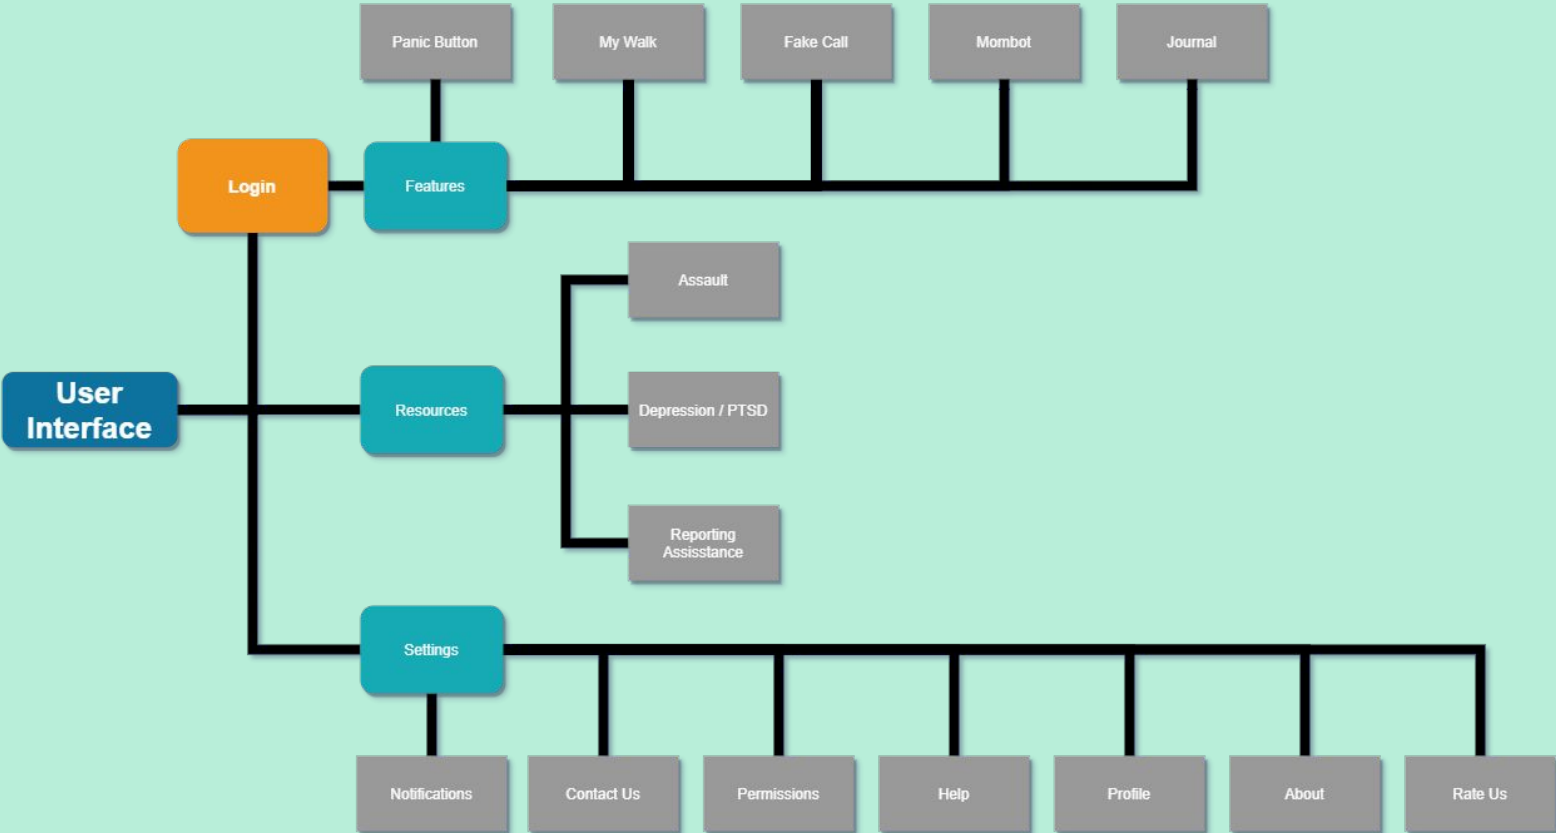 Panic Button
My Walk
Fake Call
Mombot
Journal
Login
Features
Assault
User
Interface
Resources
Depression / PTSD
Reporting
Assisstance
Settings
Notifications
Contact Us
Permissions
Help
Profile
About
Rate Us